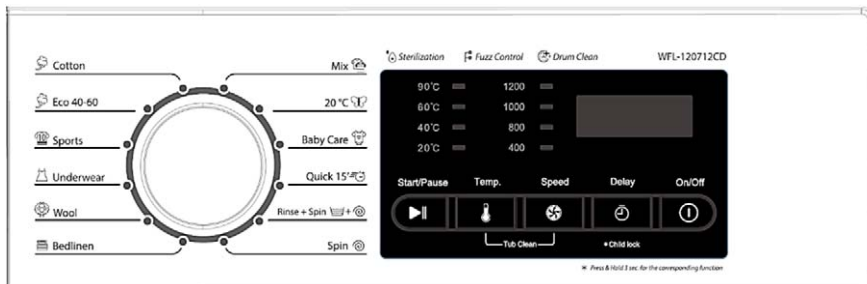 Sterilization Fuzz Control Drum Clean WFL-120712CD
Cotton
Eco 40-60
Sports
Underwear
Wool
Bedlinen
Mix
20 °C
Baby Care
Quick 15'
Rinse + Spin +
Spin
90°C 1200
60°C 1000
40°C 800
20°C 400
Start/Pause Temp. Speed Delay On/Off
Tub Clean • Child lock
* Press & Hold 3 sec. for the corresponding function